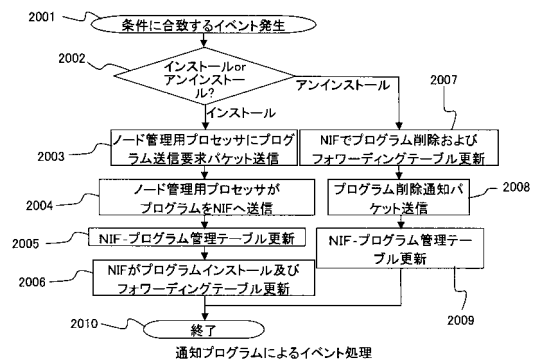 2001
条件に合致するイベント発生
2002
インストールor
アンインストー
ル?
アンインストール
インストール
2003
ノード管理用プロセッサにプログ
ラム送信要求パケット送信
2007
NIFでプログラム削除および
フォワーディングテーブル更新
2004
ノード管理用プロセッサが
プログラムをNIFへ送信
2008
プログラム削除通知パ
ケット送信
2005
NIF-プログラム管理テーブル更新
2006
NIFがプログラムインストール及び
フォワーディングテーブル更新
NIF-プログラム管理テー
ブル更新
2009
2010
終了
通知プログラムによるイベント処理